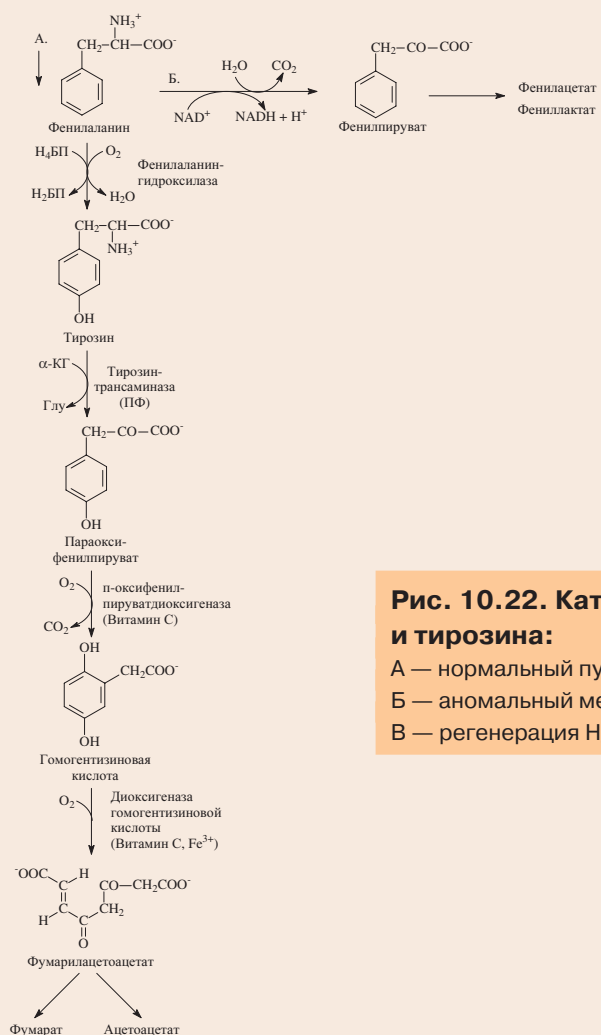 А.
NH₃⁺
CH₂–CH–COO⁻
Фенилаланин
Б.
H₂O
CO₂
NAD⁺
NADH + H⁺
CH₂–CO–COO⁻
Фенилпируват
Фенилацетат
Фениллактат
Н₄БП
O₂
Н₂БП
H₂O
Фенилаланин-
гидроксилаза
CH₂–CH–COO⁻
NH₃⁺
OH
Тирозин
α-КГ
Глу
Тирозин-
трансаминаза
(ПФ)
CH₂–CO–COO⁻
OH
Параокси-
фенилпируват
O₂
CO₂
п-оксифенил-
пируватдиоксигеназа
(Витамин С)
OH
CH₂COO⁻
OH
Гомогентизиновая
кислота
O₂
Диоксигеназа
гомогентизиновой
кислоты
(Витамин С, Fe³⁺)
⁻OOC
H
C
CO–CH₂COO⁻
C
CH₂
H
C
O
Фумарилацетоацетат
Фумарат
Ацетоацетат
Рис. 10.22. Кат
и тирозина:
А — нормальный пу
Б — аномальный ме
В — регенерация Н